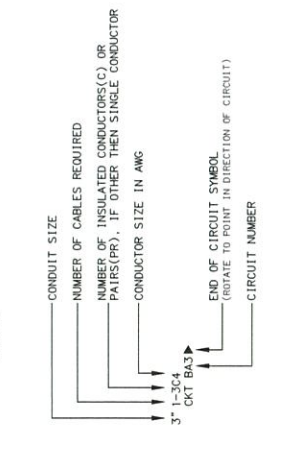 CONDUIT SIZE
NUMBER OF CABLES REQUIRED
NUMBER OF INSULATED CONDUCTORS(C) OR
PAIRS(PR), IF OTHER THEN SINGLE CONDUCTOR
CONDUCTOR SIZE IN AWG
3" 1-3C4
CKT BA3
END OF CIRCUIT SYMBOL
(ROTATE TO POINT IN DIRECTION OF CIRCUIT)
CIRCUIT NUMBER